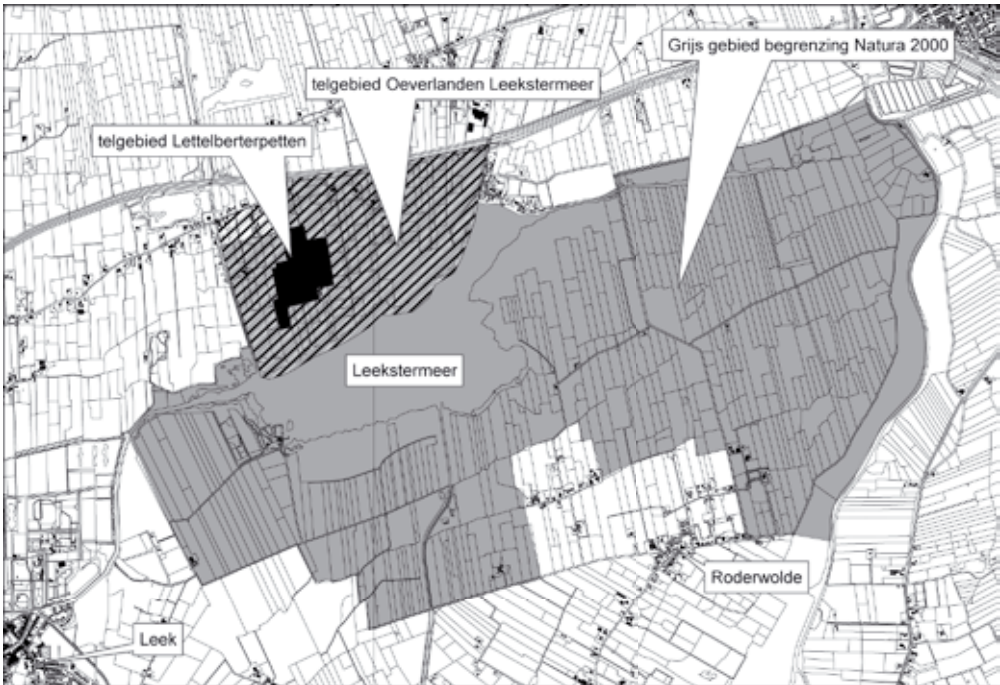 Grijs gebied begrenzing Natura 2000
telgebied Oeverlanden Leekstermeer
telgebied Lettelberterpetten
Leekstermeer
Roderwolde
Leek